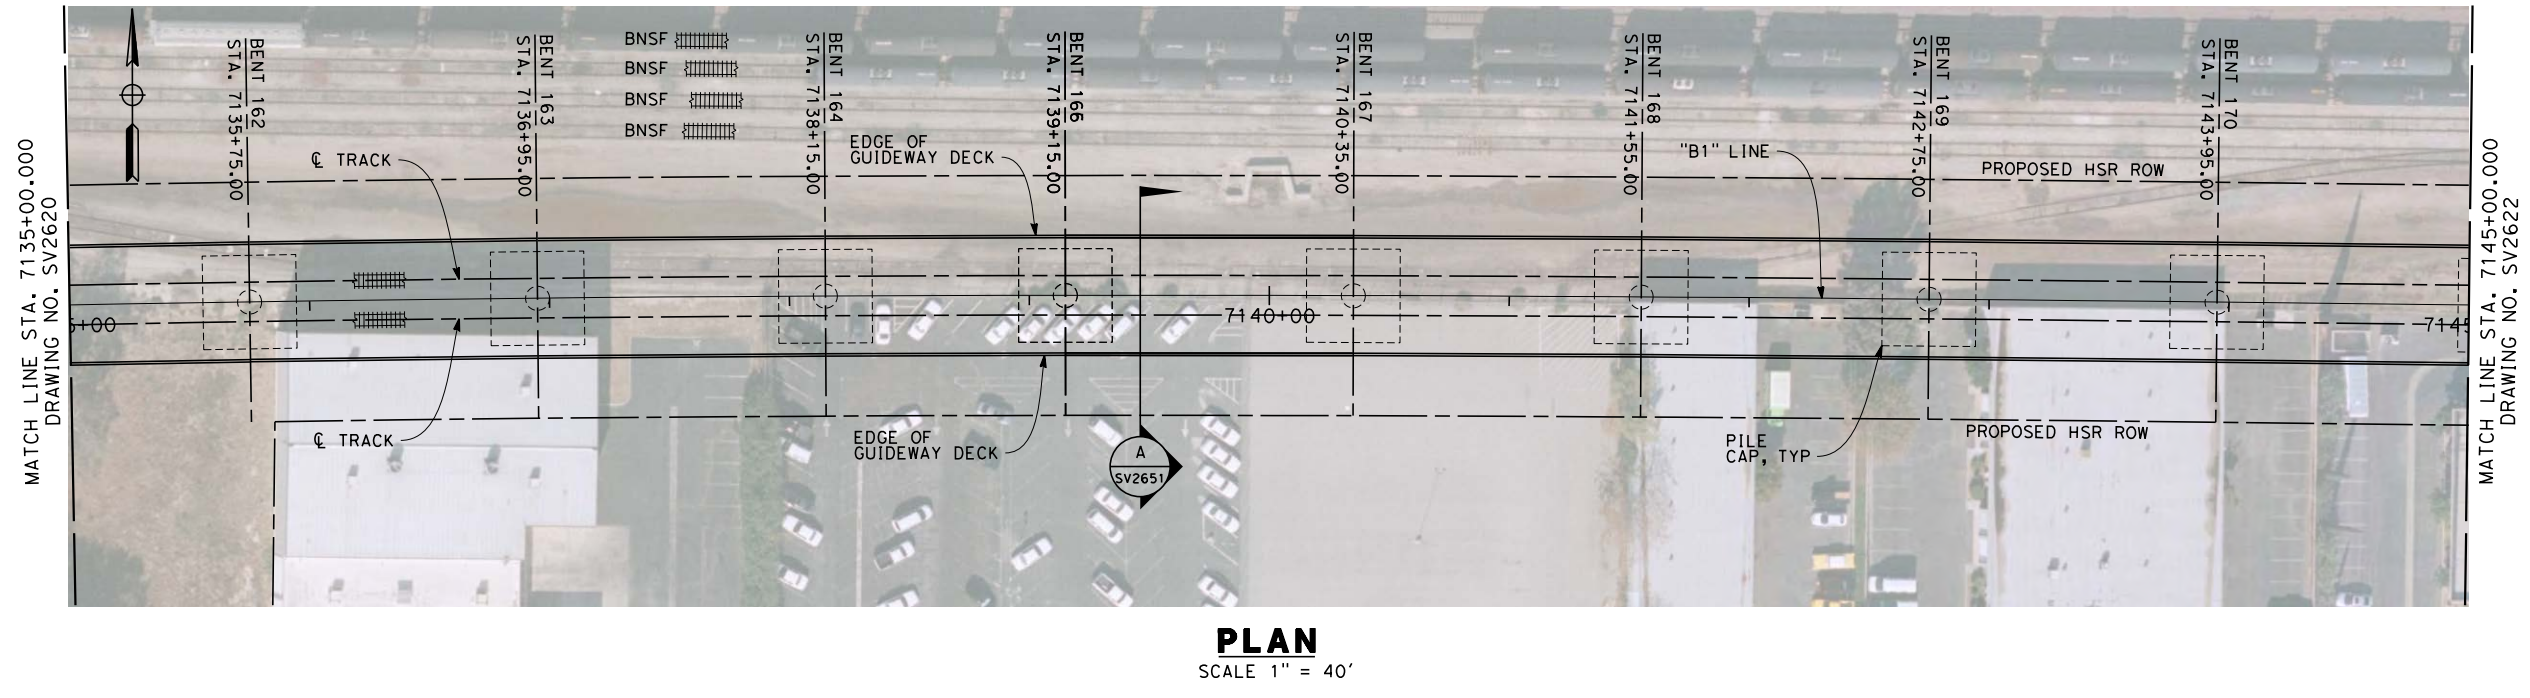 BENT 162
STA. 7135+75.00
BENT 163
STA. 7136+95.00
BNSF
BNSF
BNSF
BNSF
BENT 164
STA. 7138+15.00
BENT 166
STA. 7139+15.00
BENT 167
STA. 7140+35.00
BENT 168
STA. 7141+55.00
BENT 169
STA. 7142+75.00
BENT 170
STA. 7143+95.00
℄ TRACK
EDGE OF
GUIDEWAY DECK
"B1" LINE
PROPOSED HSR ROW
MATCH LINE STA. 7135+00.000
DRAWING NO. SV2620
MATCH LINE STA. 7145+00.000
DRAWING NO. SV2622
5+00
7140+00
7145
℄ TRACK
EDGE OF
GUIDEWAY DECK
A
SV2651
PILE
CAP, TYP
PROPOSED HSR ROW
PLAN
SCALE 1" = 40'